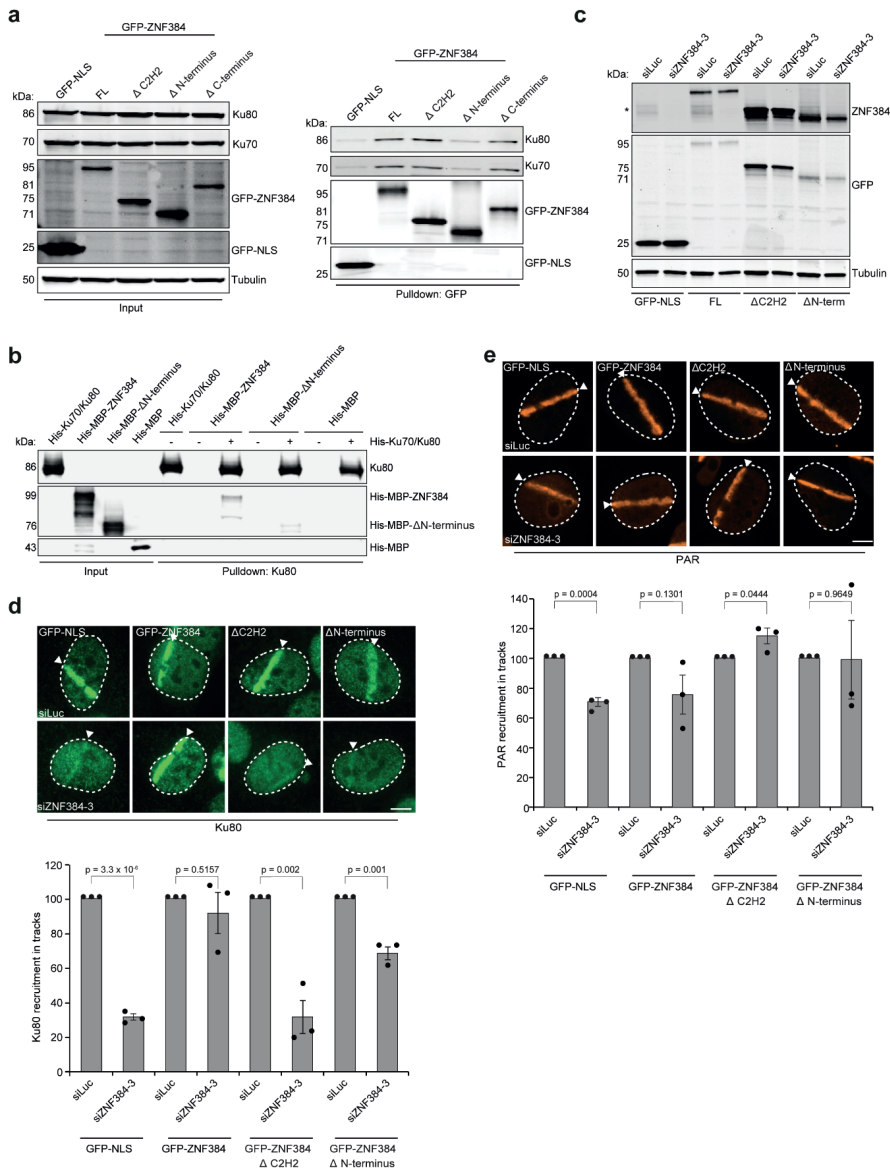 a
GFP-ZNF384
GFP-NLS
FL
Δ C2H2
Δ N-terminus
Δ C-terminus
kDa:
86
Ku80
70
Ku70
95
81
75
71
GFP-ZNF384
25
GFP-NLS
50
Tubulin
Input
GFP-ZNF384
GFP-NLS
FL
Δ C2H2
Δ N-terminus
Δ C-terminus
kDa:
86
Ku80
70
Ku70
95
81
75
71
GFP-ZNF384
25
GFP-NLS
Pulldown: GFP
c
siLuc
siZNF384-3
siLuc
siZNF384-3
siLuc
siZNF384-3
siLuc
siZNF384-3
kDa:
*
ZNF384
95
75
71
GFP
25
50
Tubulin
GFP-NLS
FL
ΔC2H2
ΔN-term
b
His-Ku70/Ku80
His-MBP-ZNF384
His-MBP-ΔN-terminus
His-MBP
His-Ku70/Ku80
His-MBP-ZNF384
His-MBP-ΔN-terminus
His-MBP
kDa:
- - + - + - + His-Ku70/Ku80
86
Ku80
99
His-MBP-ZNF384
76
His-MBP-ΔN-terminus
43
His-MBP
Input
Pulldown: Ku80
d
GFP-NLS
GFP-ZNF384
ΔC2H2
ΔN-terminus
siLuc
siZNF384-3
Ku80
Ku80 recruitment in tracks
120
100
80
60
40
20
0
p = 3.3 x 10-6
p = 0.5157
p = 0.002
p = 0.001
siLuc
siZNF384-3
siLuc
siZNF384-3
siLuc
siZNF384-3
siLuc
siZNF384-3
GFP-NLS
GFP-ZNF384
GFP-ZNF384
Δ C2H2
GFP-ZNF384
Δ N-terminus
e
GFP-NLS
GFP-ZNF384
ΔC2H2
ΔN-terminus
siLuc
siZNF384-3
PAR
PAR recruitment in tracks
140
120
100
80
60
40
20
0
p = 0.0004
p = 0.1301
p = 0.0444
p = 0.9649
siLuc
siZNF384-3
siLuc
siZNF384-3
siLuc
siZNF384-3
siLuc
siZNF384-3
GFP-NLS
GFP-ZNF384
GFP-ZNF384
Δ C2H2
GFP-ZNF384
Δ N-terminus